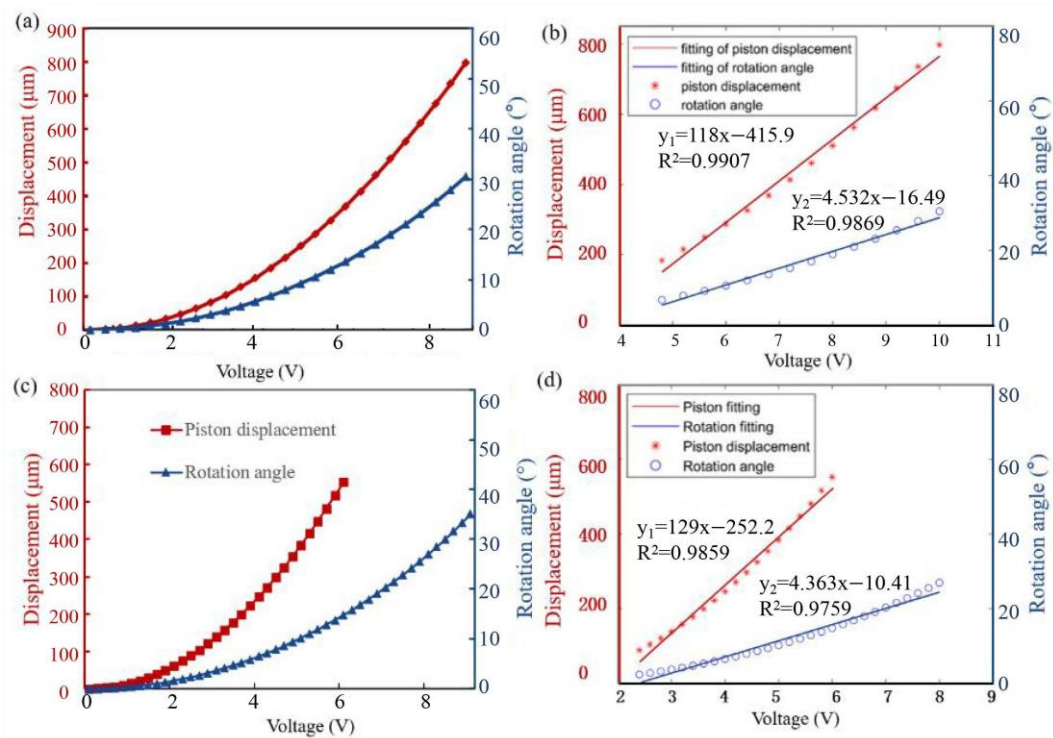 (a)
900
800
700
600
500
400
300
200
100
0
Displacement (μm)
0
2
4
6
8
Voltage (V)
60
50
40
30
20
10
0
Rotation angle (°)
(b)
800
600
400
200
0
Displacement (μm)
fitting of piston displacement
fitting of rotation angle
piston displacement
rotation angle
y₁=118x−415.9
R²=0.9907
y₂=4.532x−16.49
R²=0.9869
4
5
6
7
8
9
10
11
Voltage (V)
80
60
40
20
0
Rotation angle (°)
(c)
800
700
600
500
400
300
200
100
0
Displacement (μm)
Piston displacement
Rotation angle
0
2
4
6
8
Voltage (V)
60
50
40
30
20
10
0
Rotation angle (°)
(d)
800
600
400
200
0
Displacement (μm)
Piston fitting
Rotation fitting
Piston displacement
Rotation angle
y₁=129x−252.2
R²=0.9859
y₂=4.363x−10.41
R²=0.9759
2
3
4
5
6
7
8
9
Voltage (V)
80
60
40
20
0
Rotation angle (°)